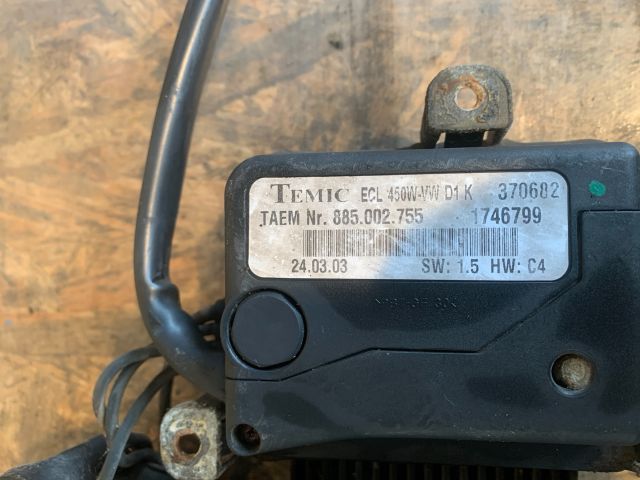 TEMIC ECL 450W-VW D1 K 370682
TAEM Nr. 885.002.755 1746799
24.03.03 SW: 1.5 HW: C4